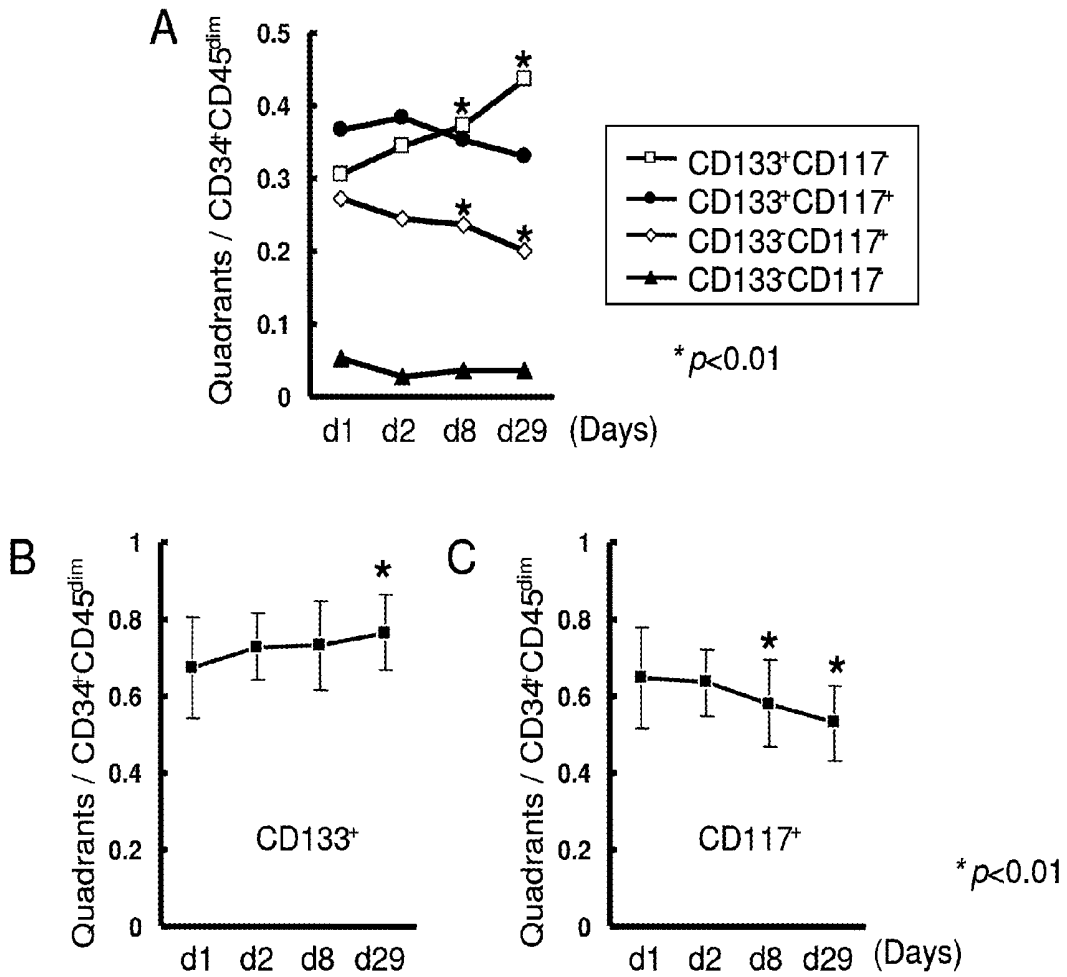 A
Quadrants / CD34⁺CD45ᵈⁱᵐ
0.5
0.4
0.3
0.2
0.1
0
* *
* *
d1 d2 d8 d29 (Days)
CD133⁺CD117⁻
CD133⁺CD117⁺
CD133⁻CD117⁺
CD133⁻CD117⁻
* p<0.01
B
Quadrants / CD34⁺CD45ᵈⁱᵐ
1
0.8
0.6
0.4
0.2
0
*
CD133⁺
d1 d2 d8 d29
C
Quadrants / CD34⁺CD45ᵈⁱᵐ
1
0.8
0.6
0.4
0.2
0
* *
CD117⁺
d1 d2 d8 d29 (Days)
* p<0.01